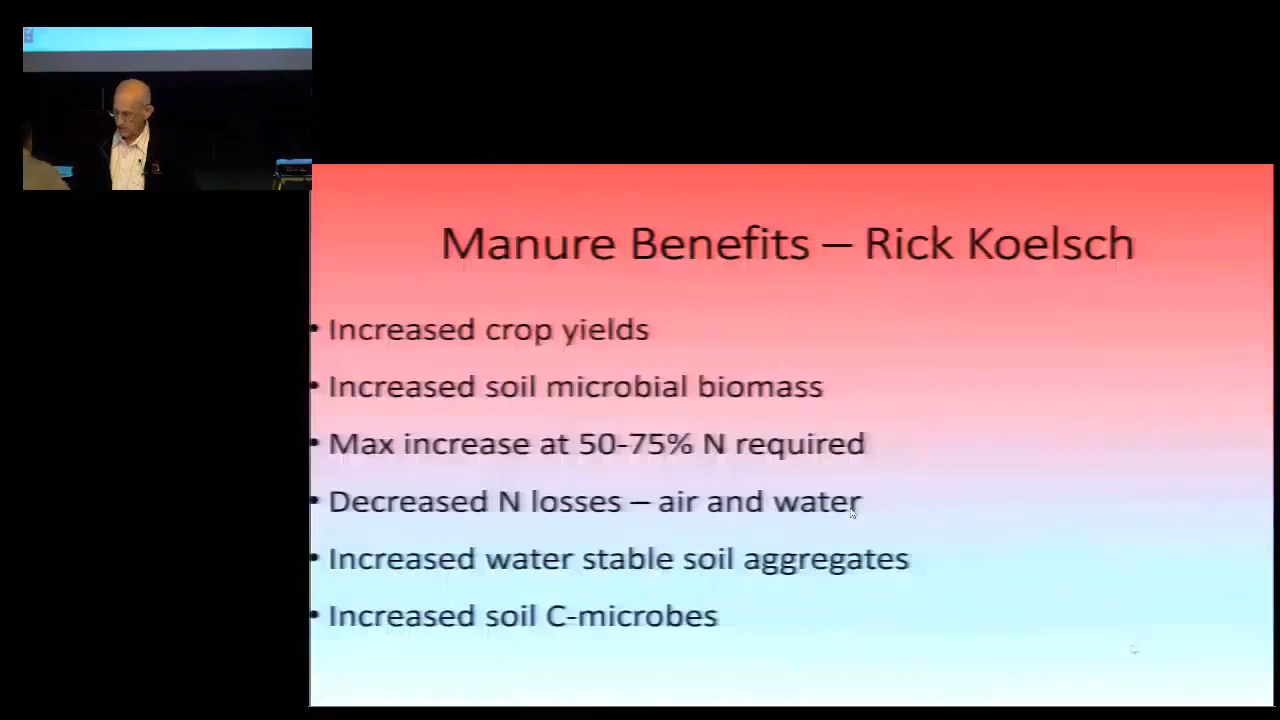 Manure Benefits – Rick Koelsch
• Increased crop yields
• Increased soil microbial biomass
• Max increase at 50-75% N required
• Decreased N losses – air and water
• Increased water stable soil aggregates
• Increased soil C-microbes